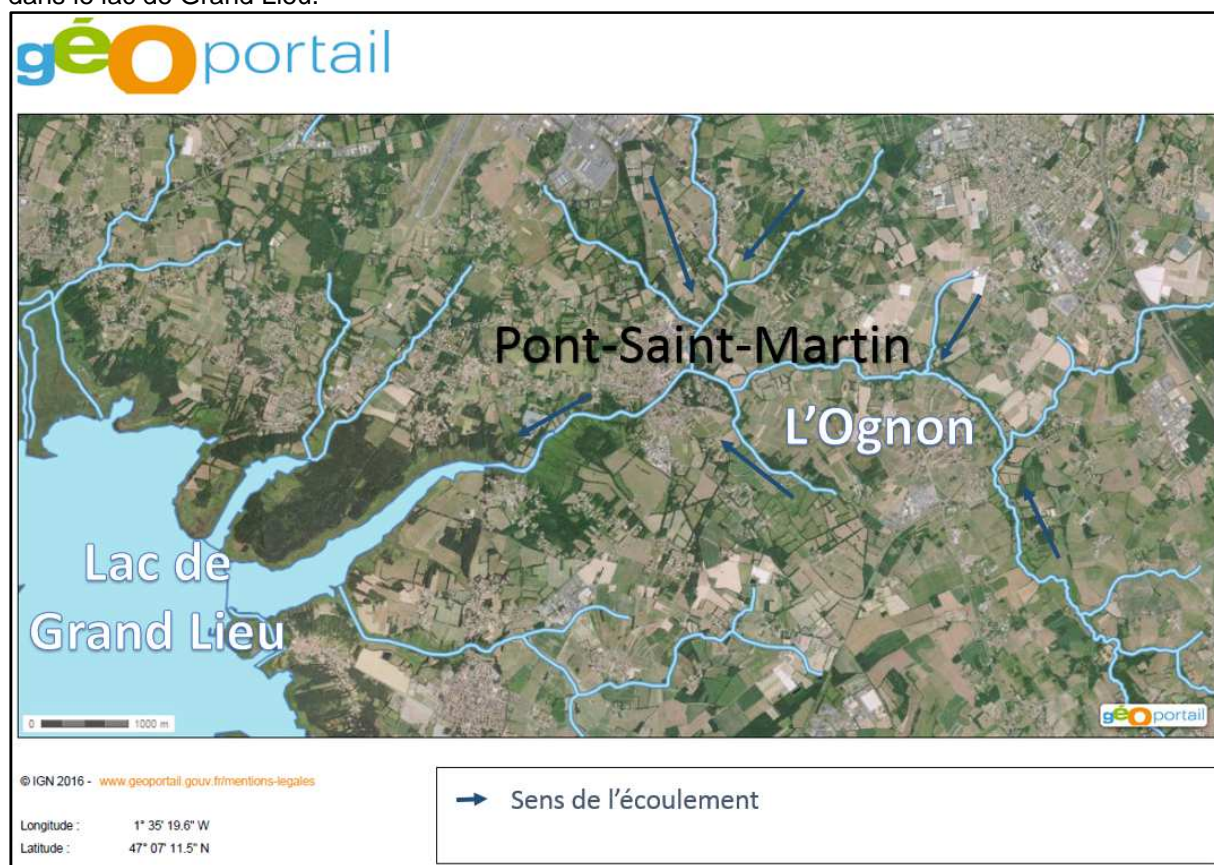 dans le lac de Grand Lieu.
géOportail
Pont-Saint-Martin
L'Ognon
Lac de
Grand Lieu
0 1000 m
géOportail
© IGN 2016 - www.geoportail.gouv.fr/mentions-legales
Longitude : 1° 35' 19.6" W
Latitude : 47° 07' 11.5" N
Sens de l'écoulement